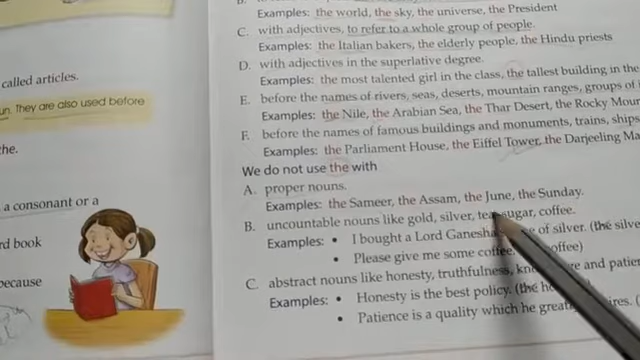 called articles.
un. They are also used before
the.
a consonant or a
rd book
because
Examples: the world, the sky, the universe, the President
C. with adjectives, to refer to a whole group of people.
Examples: the Italian bakers, the elderly people, the Hindu priests
D. with adjectives in the superlative degree.
Examples: the most talented girl in the class, the tallest building in the
E. before the names of rivers, seas, deserts, mountain ranges, groups of
Examples: the Nile, the Arabian Sea, the Thar Desert, the Rocky Moun
F. before the names of famous buildings and monuments, trains, ships
Examples: the Parliament House, the Eiffel Tower, the Darjeeling Ma
We do not use the with
A. proper nouns.
Examples: the Sameer, the Assam, the June, the Sunday.
B. uncountable nouns like gold, silver, tea, sugar, coffee.
Examples: • I bought a Lord Ganesha of silver. (the silve
• Please give me some coffee. coffee)
C. abstract nouns like honesty, truthfulness, and patien
Examples: • Honesty is the best policy. (the
• Patience is a quality which he